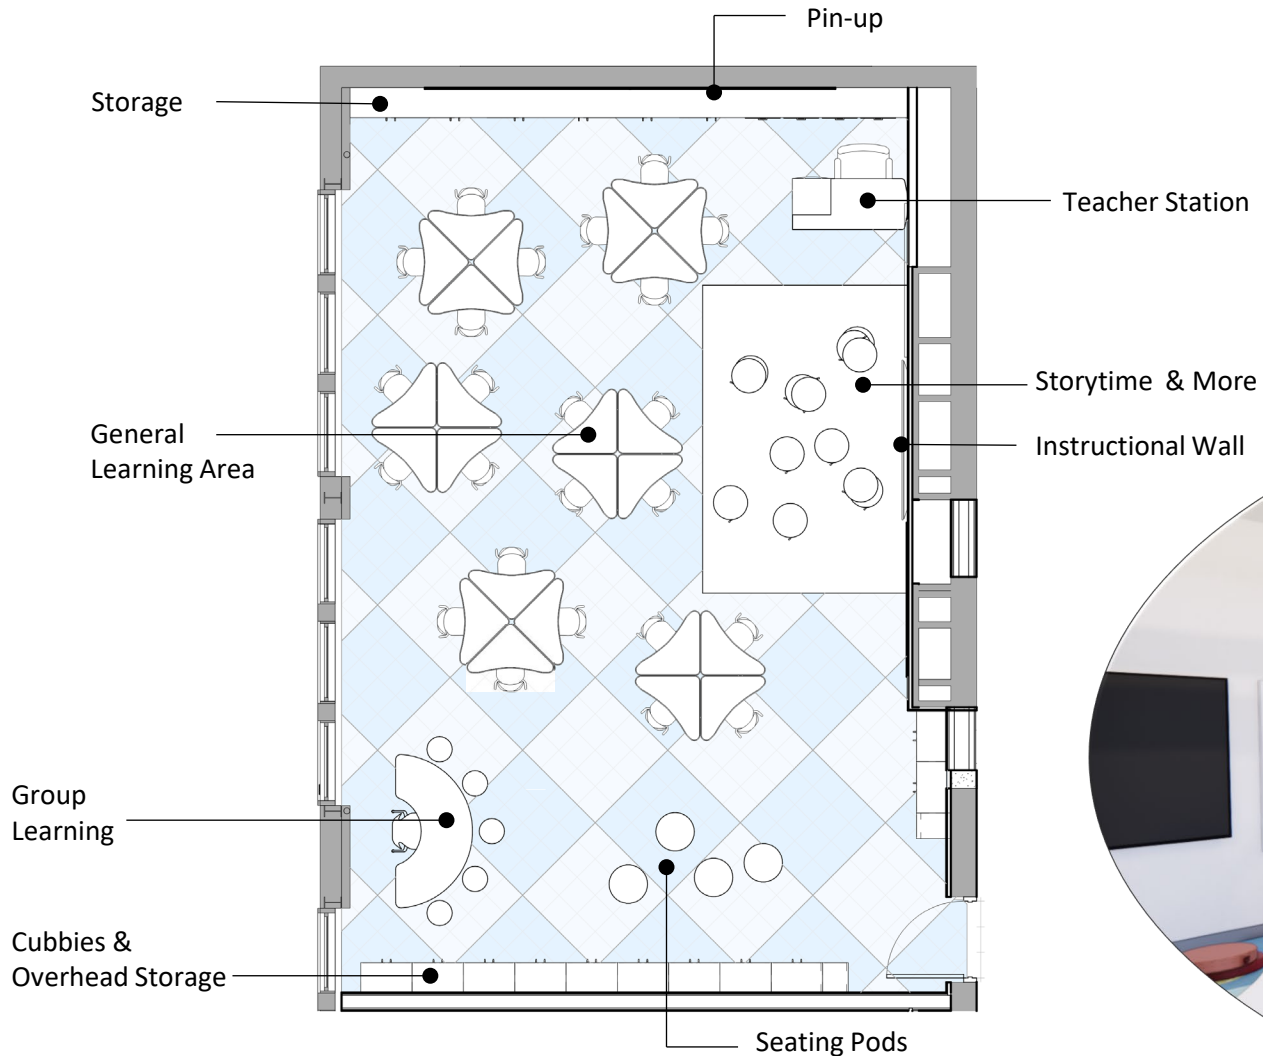 Pin-up
Storage
Teacher Station
Storytime & More
General
Learning Area
Instructional Wall
Group
Learning
Cubbies &
Overhead Storage
Seating Pods